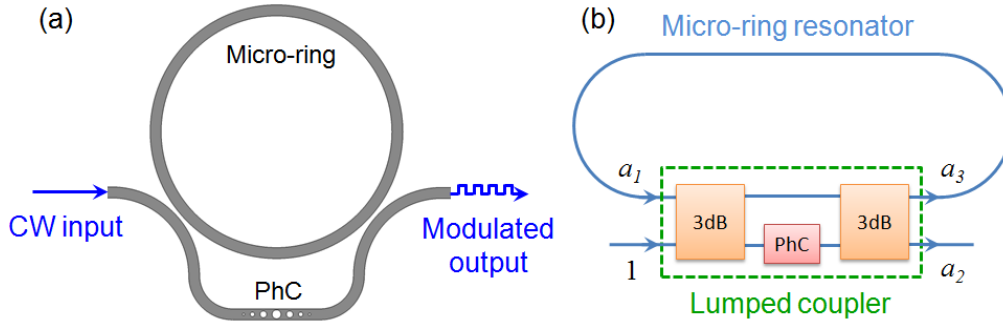 (a)
Micro-ring
CW input
Modulated
output
PhC
(b)
Micro-ring resonator
a1
a3
3dB
3dB
PhC
1
a2
Lumped coupler